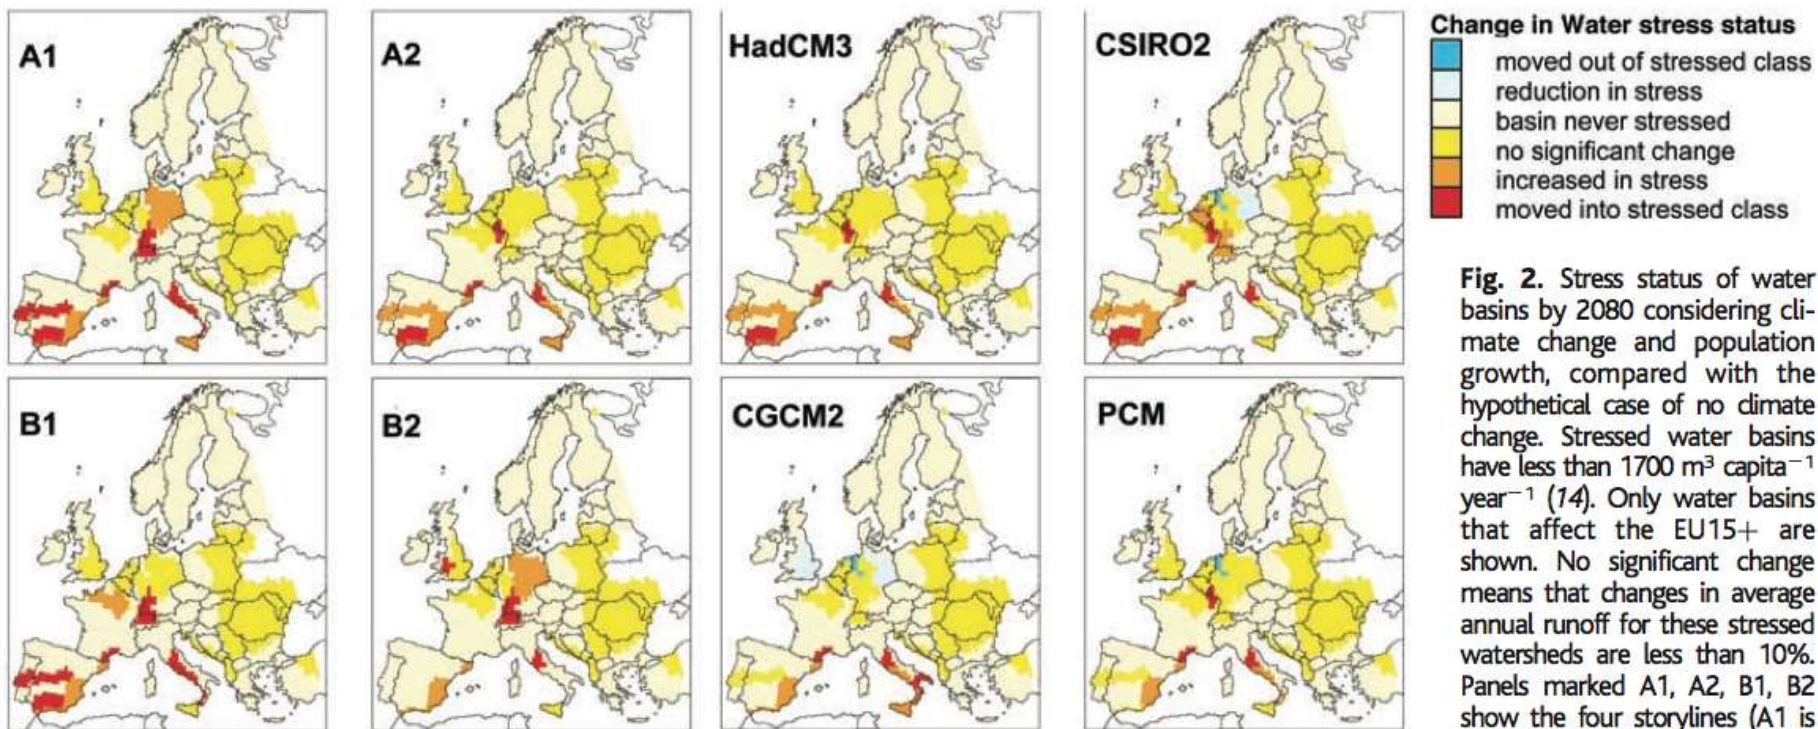 A1
A2
HadCM3
CSIRO2
Change in Water stress status
moved out of stressed class
reduction in stress
basin never stressed
no significant change
increased in stress
moved into stressed class
B1
B2
CGCM2
PCM
Fig. 2. Stress status of water
basins by 2080 considering cli-
mate change and population
growth, compared with the
hypothetical case of no climate
change. Stressed water basins
have less than 1700 m³ capita⁻¹
year⁻¹ (14). Only water basins
that affect the EU15+ are
shown. No significant change
means that changes in average
annual runoff for these stressed
watersheds are less than 10%.
Panels marked A1, A2, B1, B2
show the four storylines (A1 is